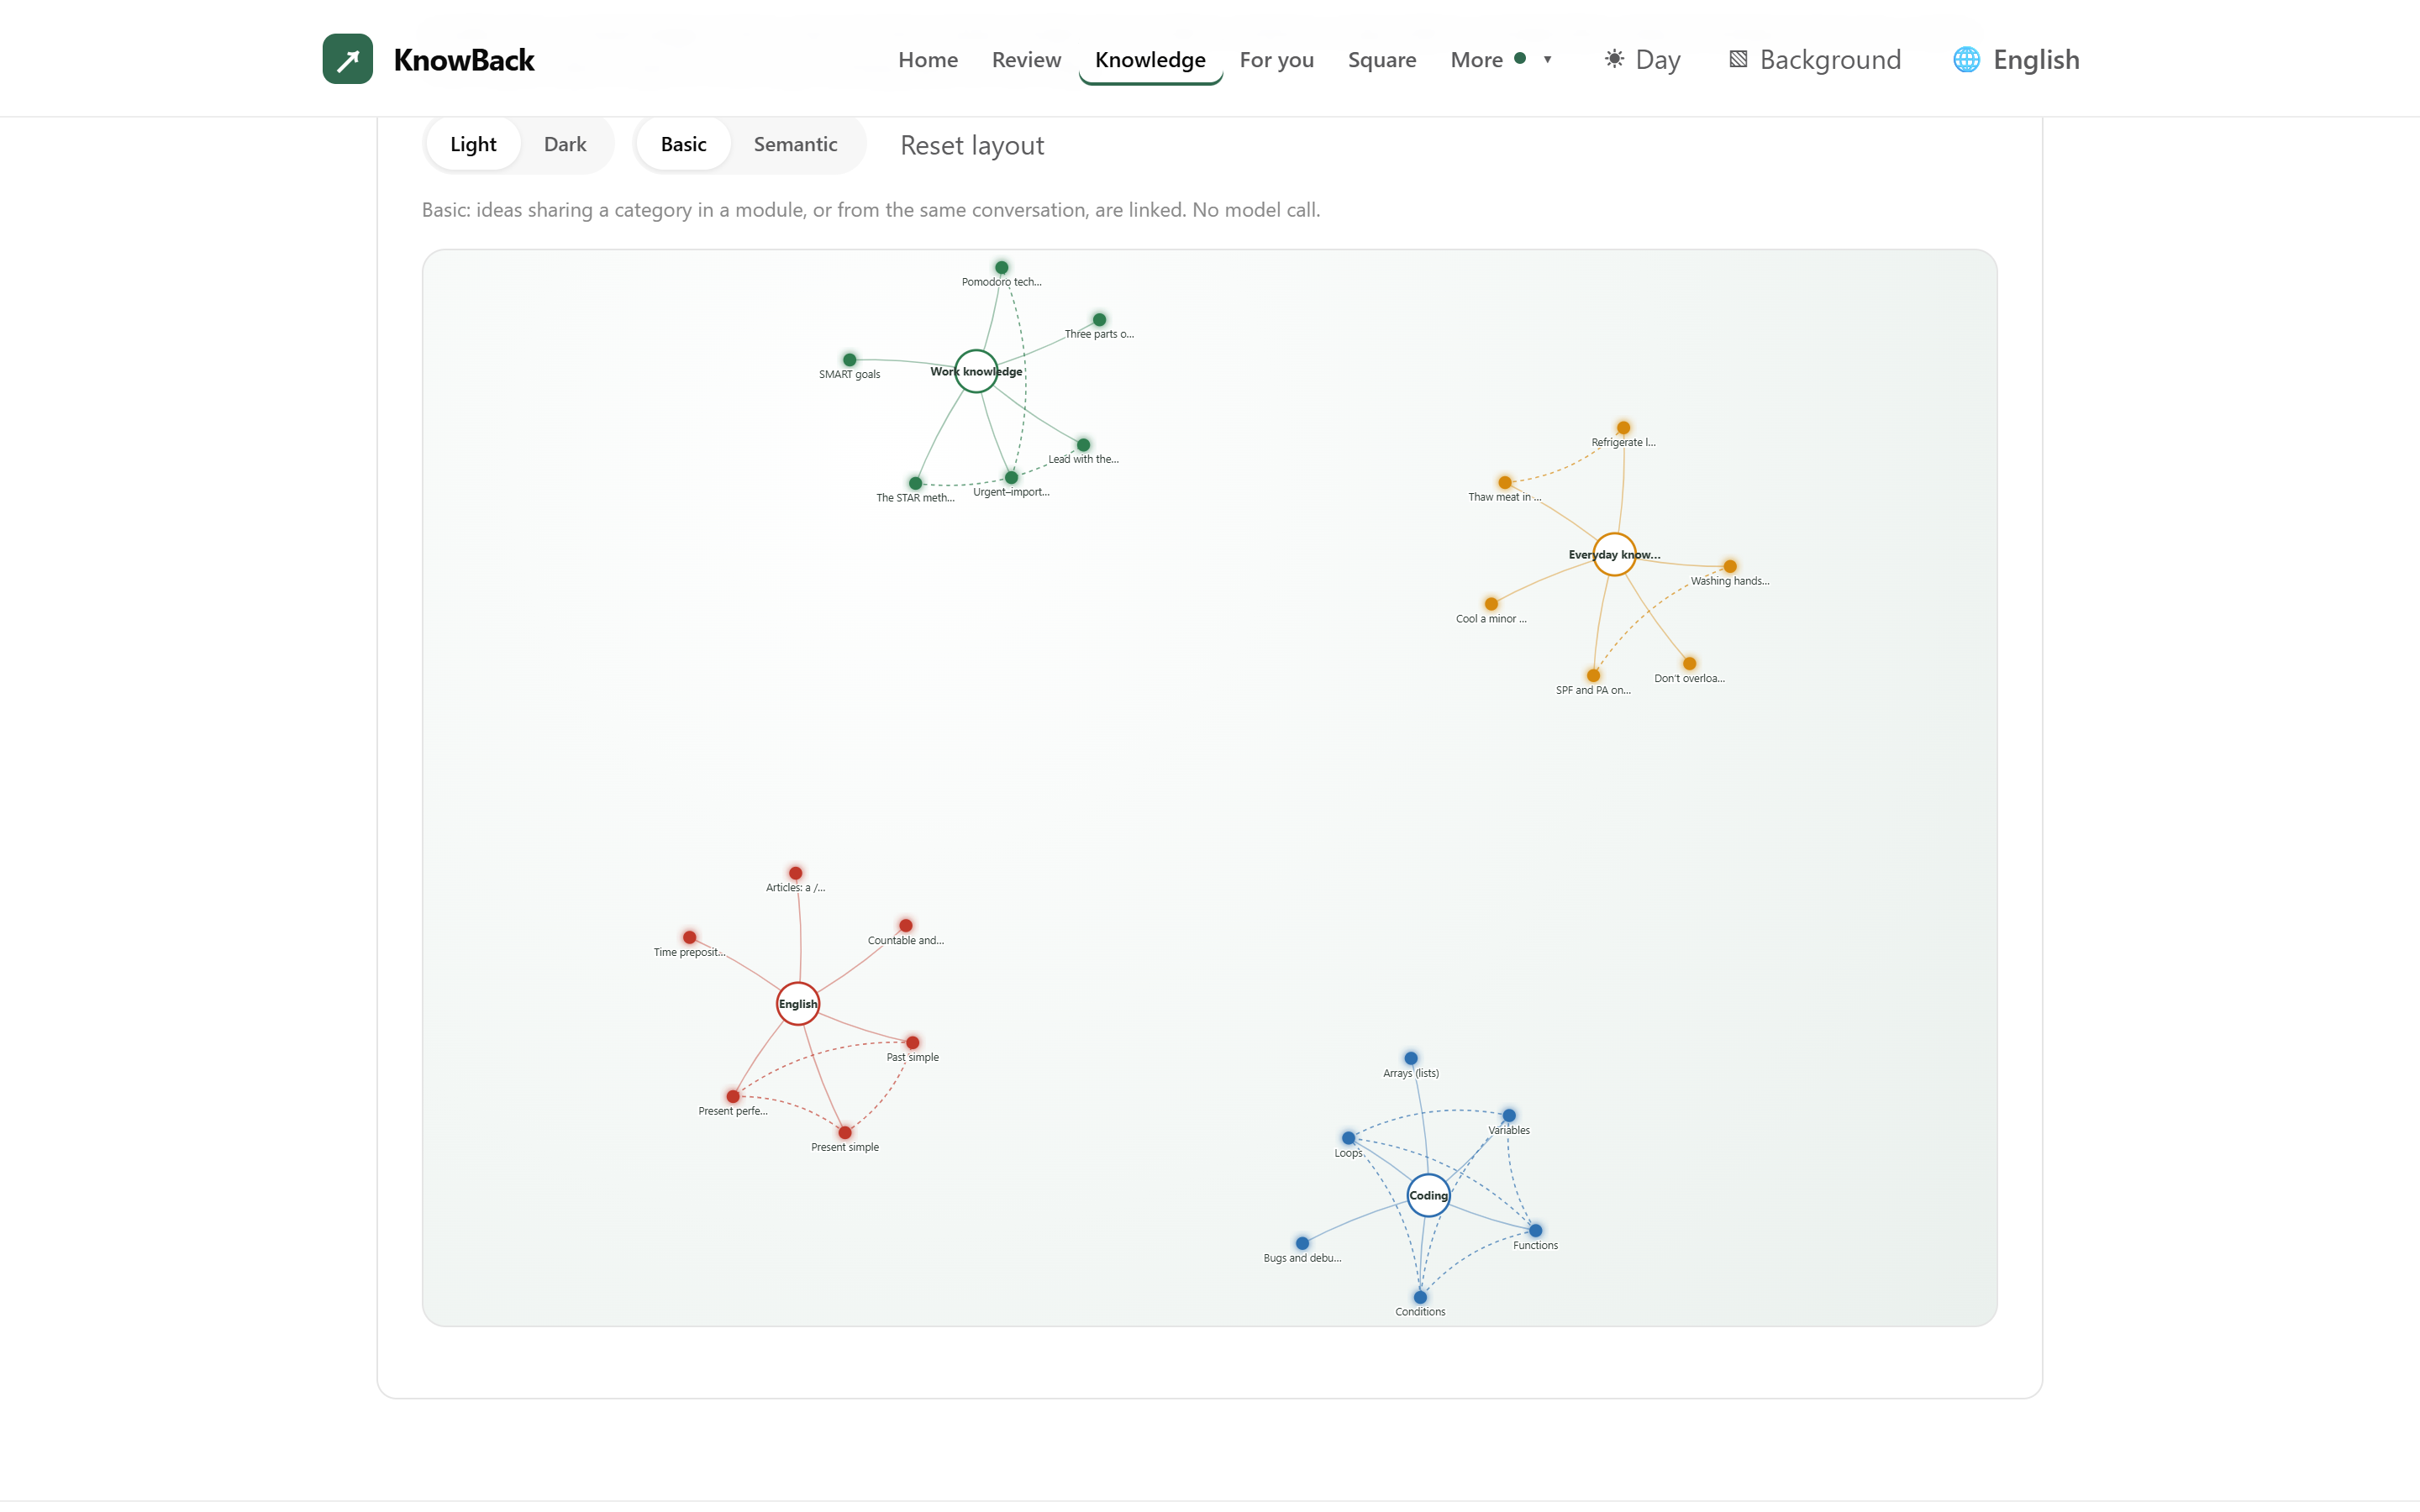 KnowBack
Home
Review
Knowledge
For you
Square
More
Day
Background
English
Light
Dark
Basic
Semantic
Reset layout
Basic: ideas sharing a category in a module, or from the same conversation, are linked. No model call.
Pomodoro tech...
Three parts o...
SMART goals
Work knowledge
Lead with the...
The STAR meth...
Urgent–import...
Refrigerate l...
Thaw meat in ...
Everyday know...
Washing hands...
Cool a minor ...
SPF and PA on...
Don't overloa...
Articles: a /...
Countable and...
Time preposit...
English
Past simple
Present perfe...
Present simple
Arrays (lists)
Variables
Loops
Coding
Functions
Bugs and debu...
Conditions